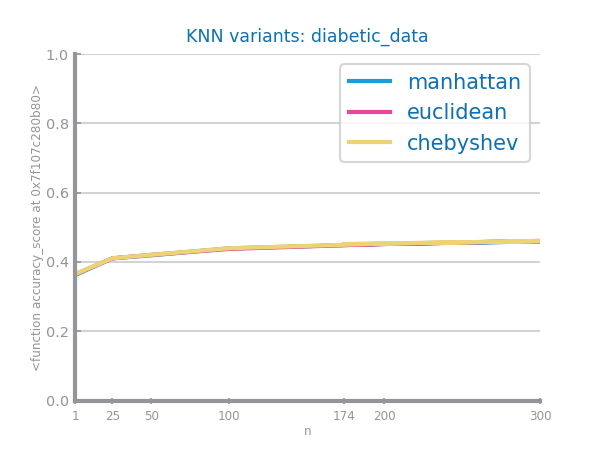 KNN variants: diabetic_data
manhattan
euclidean
chebyshev
<function accuracy_score at 0x7f107c280b80>
1.0
0.8
0.6
0.4
0.2
0.0
1 25 50 100 174 200 300
n